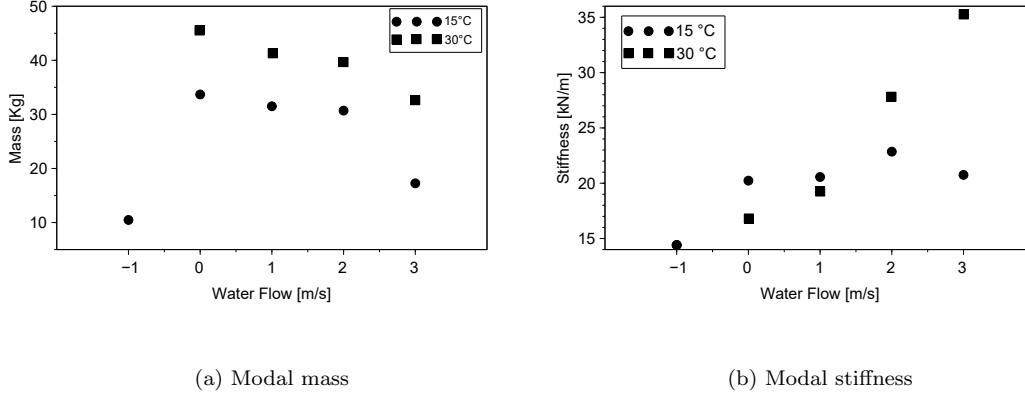 50
40
30
20
10
Mass [Kg]
−1
0
1
2
3
Water Flow [m/s]
15°C
30°C
(a) Modal mass
35
30
25
20
15
Stiffness [kN/m]
−1
0
1
2
3
Water Flow [m/s]
15 °C
30 °C
(b) Modal stiffness